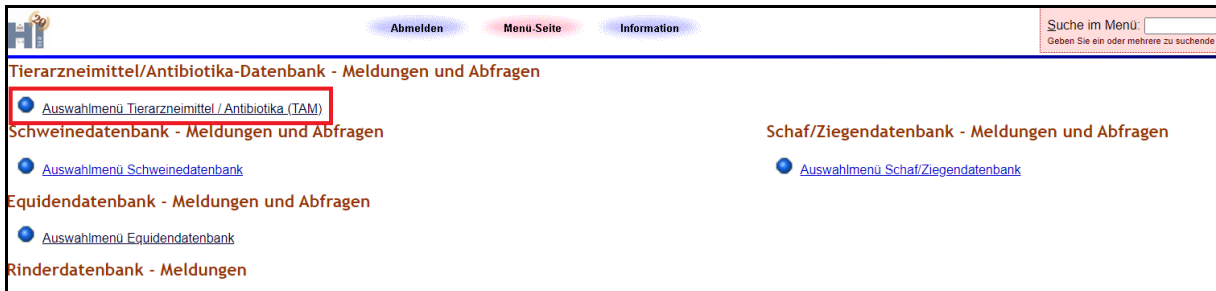 HI 20
Abmelden Menü-Seite Information
Suche im Menü:
Geben Sie ein oder mehrere zu suchende
Tierarzneimittel/Antibiotika-Datenbank - Meldungen und Abfragen
Auswahlmenü Tierarzneimittel / Antibiotika (TAM)
Schweinedatenbank - Meldungen und Abfragen
Auswahlmenü Schweinedatenbank
Schaf/Ziegendatenbank - Meldungen und Abfragen
Auswahlmenü Schaf/Ziegendatenbank
Equidendatenbank - Meldungen und Abfragen
Auswahlmenü Equidendatenbank
Rinderdatenbank - Meldungen